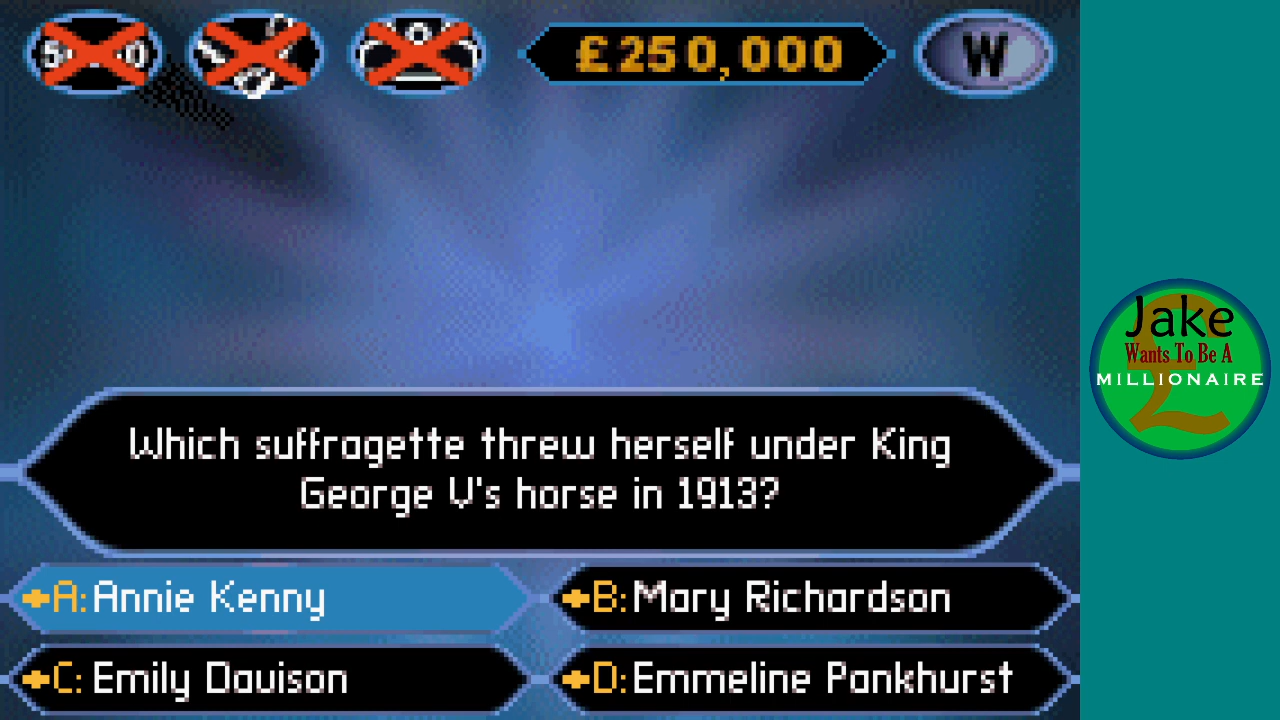 50
£250,000
W
Which suffragette threw herself under King
George V's horse in 1913?
A: Annie Kenny
B: Mary Richardson
C: Emily Davison
D: Emmeline Pankhurst
Jake
Wants To Be A
MILLIONAIRE